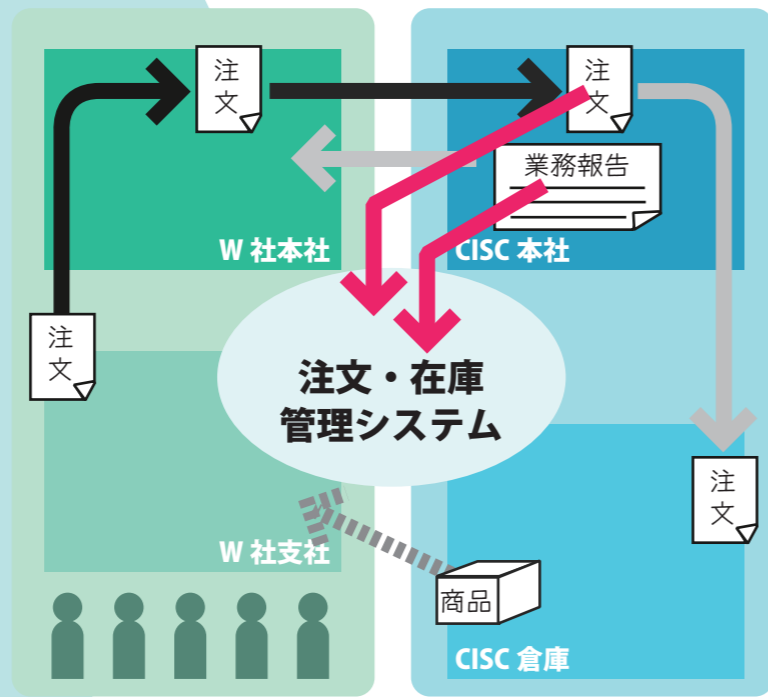 注
文
注
文
業務報告
W 社本社
CISC 本社
注
文
注文・在庫
管理システム
注
文
W 社支社
商品
CISC 倉庫